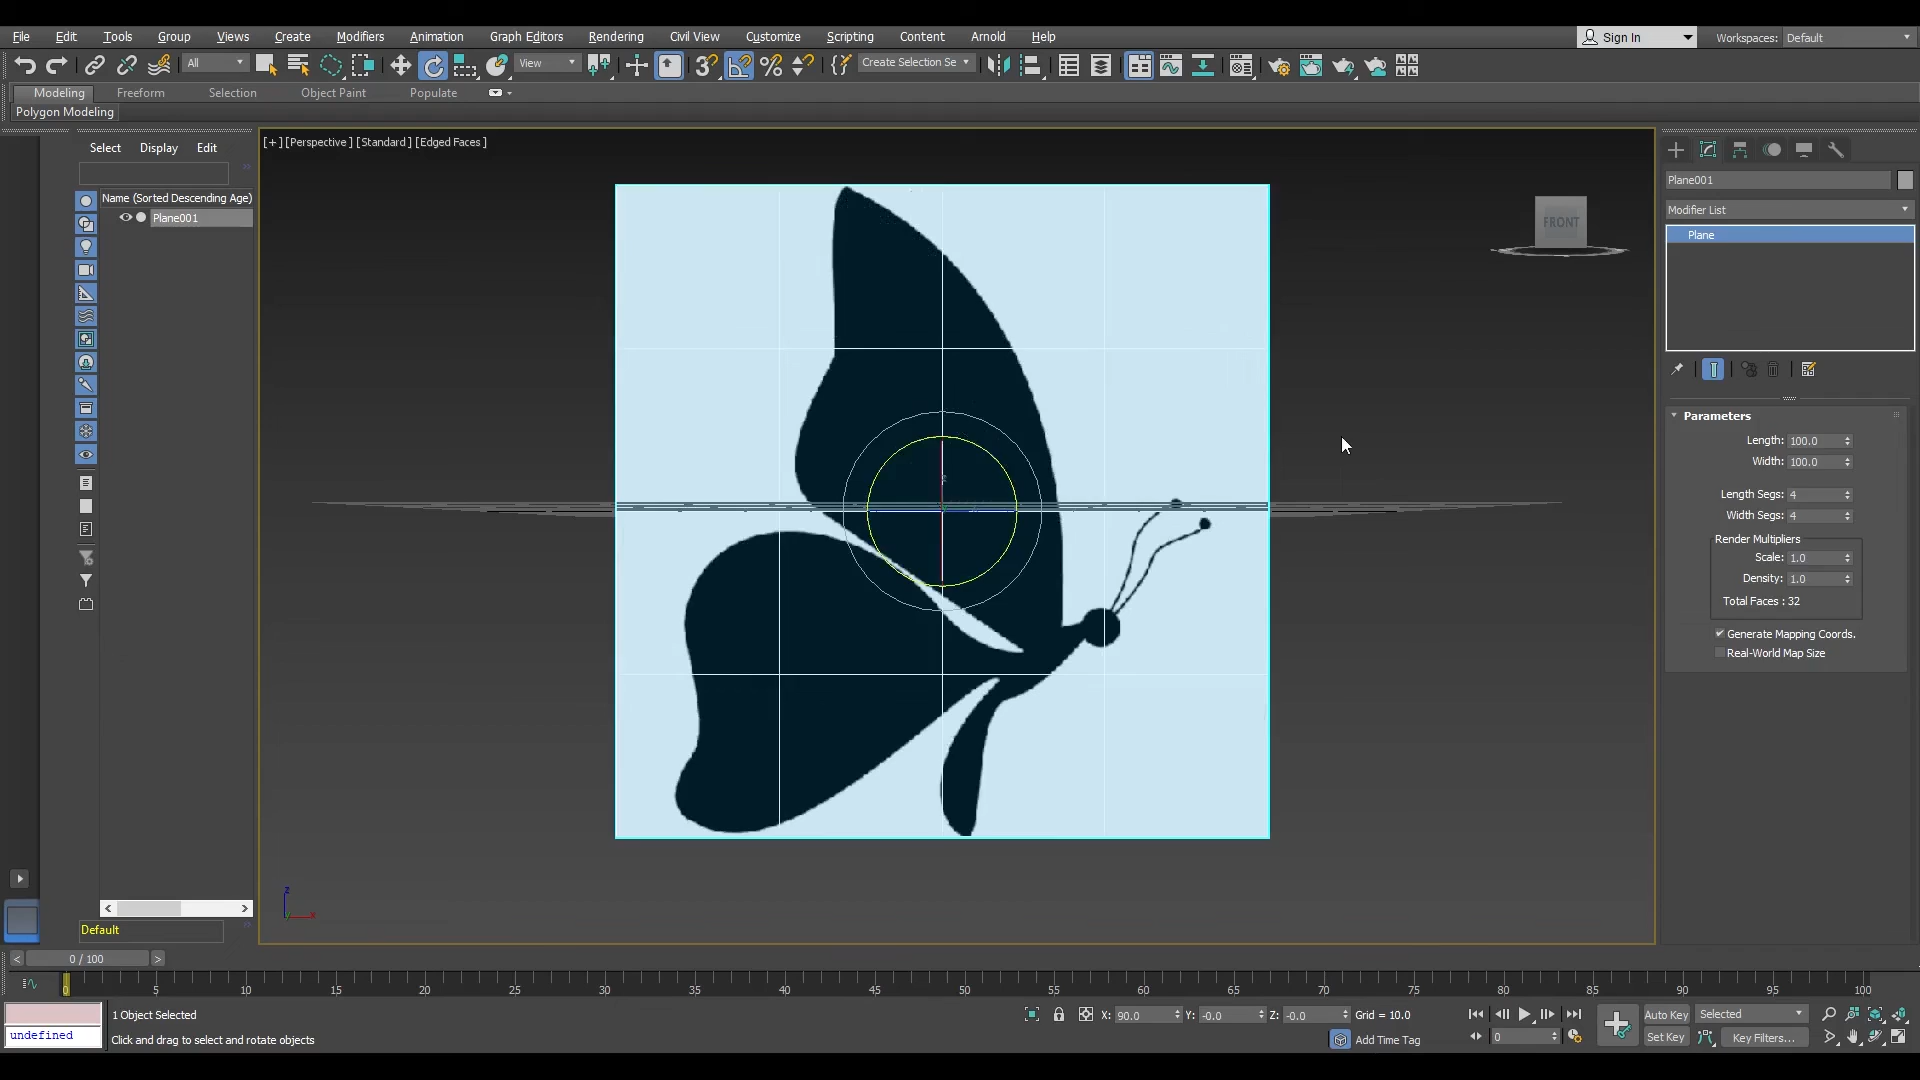 File Edit Tools Group Views Create Modifiers Animation Graph Editors Rendering Civil View Customize Scripting Content Arnold Help Sign In Workspaces: Default
All View Create Selection Se
Modeling Freeform Selection Object Paint Populate
Polygon Modeling
Select Display Edit
[+] [Perspective ] [Standard ] [Edged Faces ]
Name (Sorted Descending Age)
Plane001
FRONT
Plane001
Modifier List
Plane
Parameters
Length: 100.0
Width: 100.0
Length Segs: 4
Width Segs: 4
Render Multipliers
Scale: 1.0
Density: 1.0
Total Faces : 32
Generate Mapping Coords.
Real-World Map Size
z
x
Default
0 / 100
0 5 10 15 20 25 30 35 40 45 50 55 60 65 70 75 80 85 90 95 100
1 Object Selected X: 90.0 Y: -0.0 Z: -0.0 Grid = 10.0 Auto Key Selected
undefined Click and drag to select and rotate objects Add Time Tag 0 Set Key Key Filters...